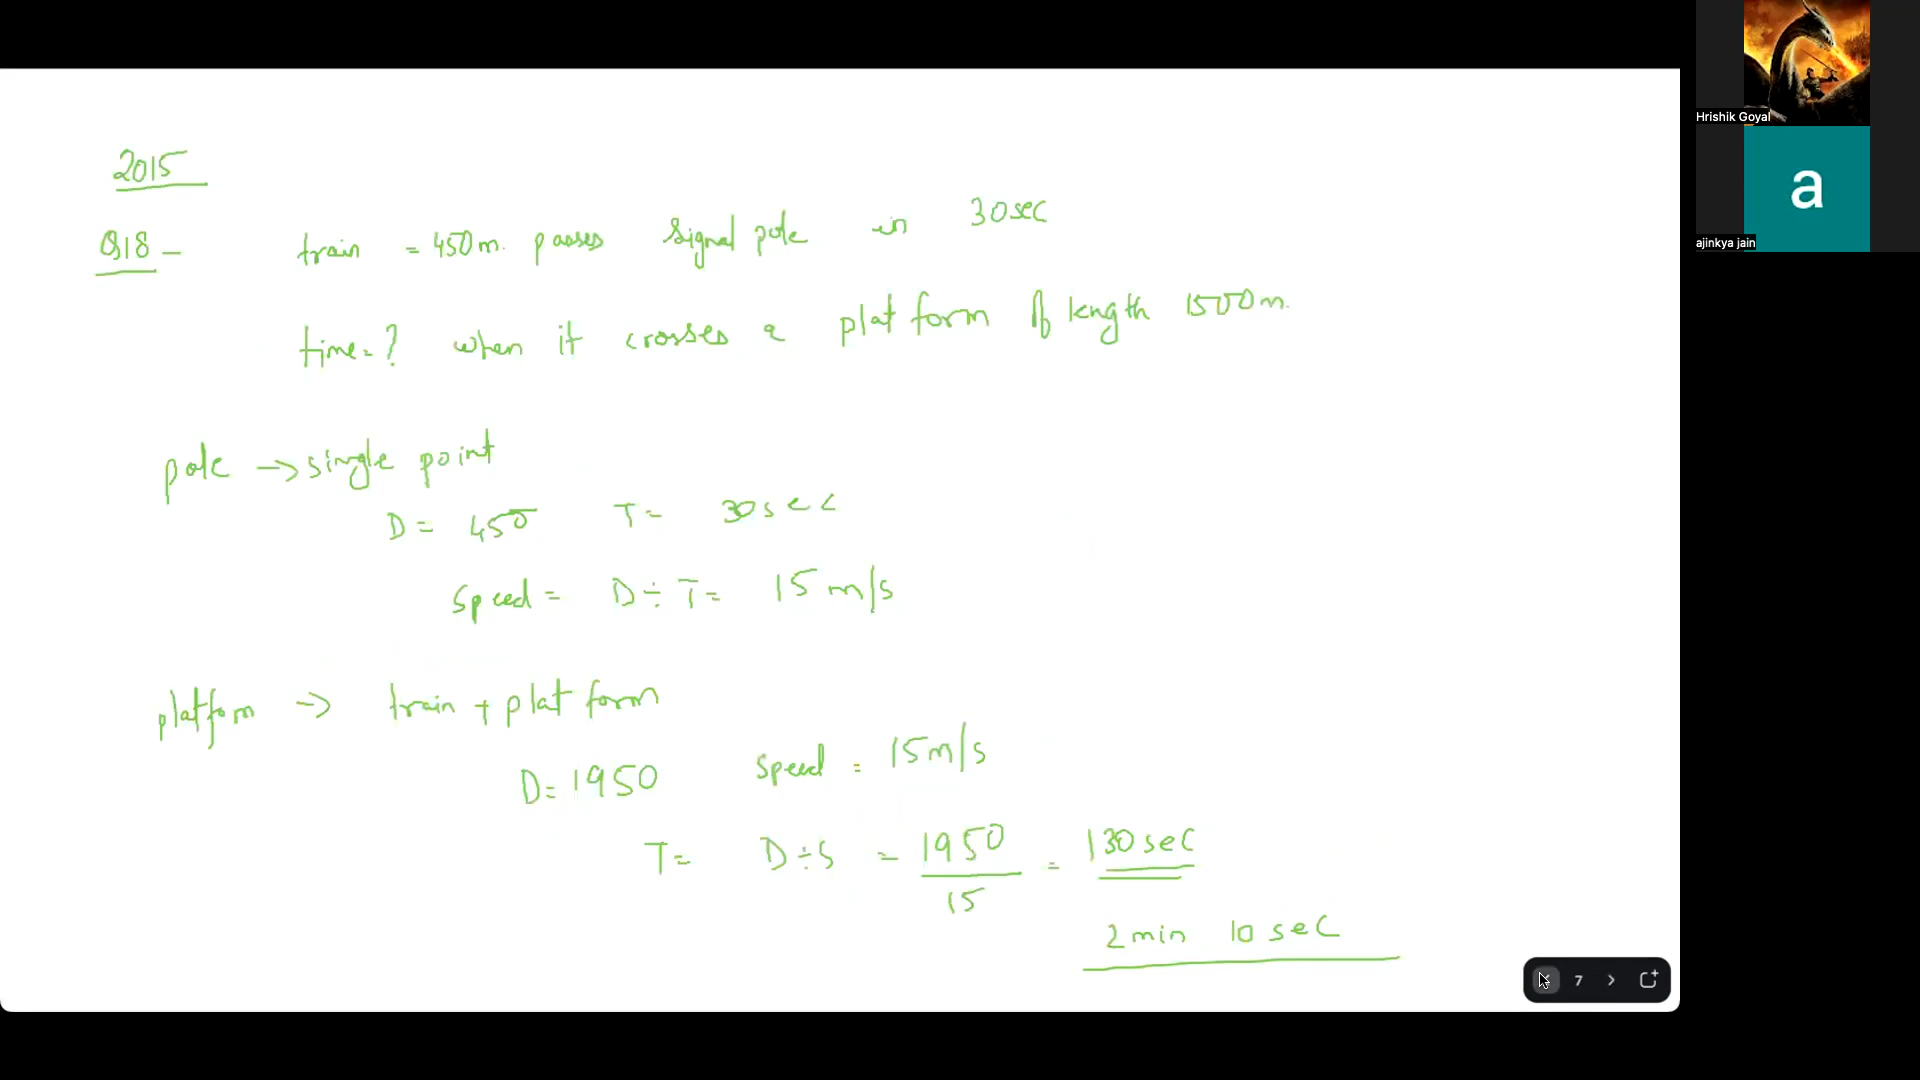 2015
Q18 - train = 450m. passes signal pole in 30sec
time = ? when it crosses a platform of length 1500m.
pole → single point
D = 450 T = 30sec
Speed = D ÷ T = 15 m/s
platform → train + platform
D = 1950 speed = 15m/s
T = D ÷ S = 1950/15 = 130 sec
2 min 10 sec
Hrishik Goyal
a
ajinkya jain
7